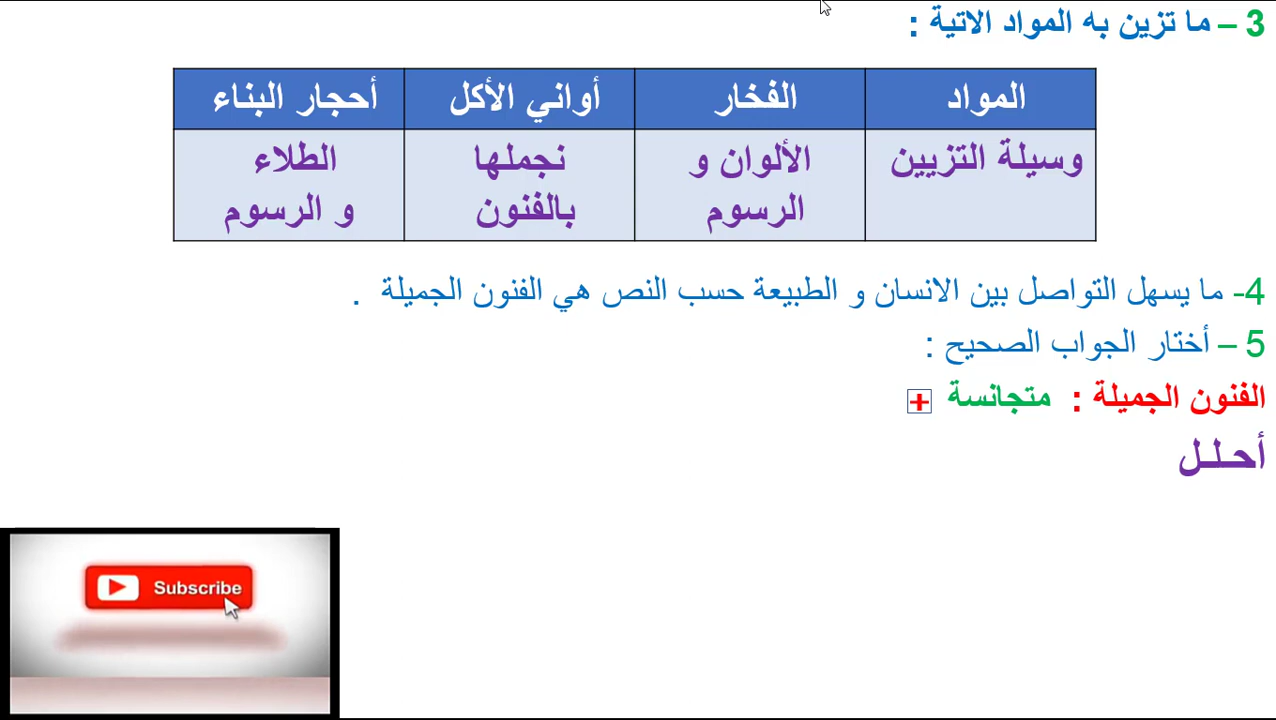 3 – ما تزين به المواد الاتية :
المواد الفخار أواني الأكل أحجار البناء
وسيلة التزيين الألوان و نجملها الطلاء
الرسوم بالفنون و الرسوم
4- ما يسهل التواصل بين الانسان و الطبيعة حسب النص هي الفنون الجميلة .
5 – أختار الجواب الصحيح :
الفنون الجميلة : متجانسة +
أحـلـل
Subscribe